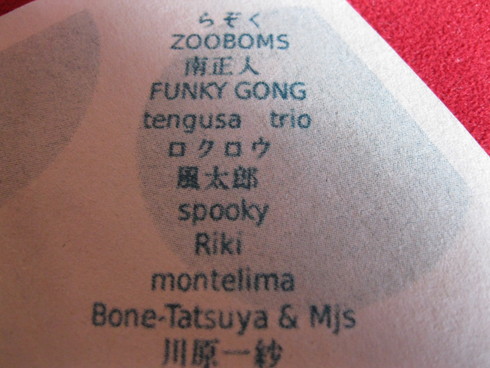 らぞく
ZOOBOMS
南正人
FUNKY GONG
tengusa trio
ロクロウ
風太郎
spooky
Riki
montelima
Bone-Tatsuya & Mjs
川原一紗